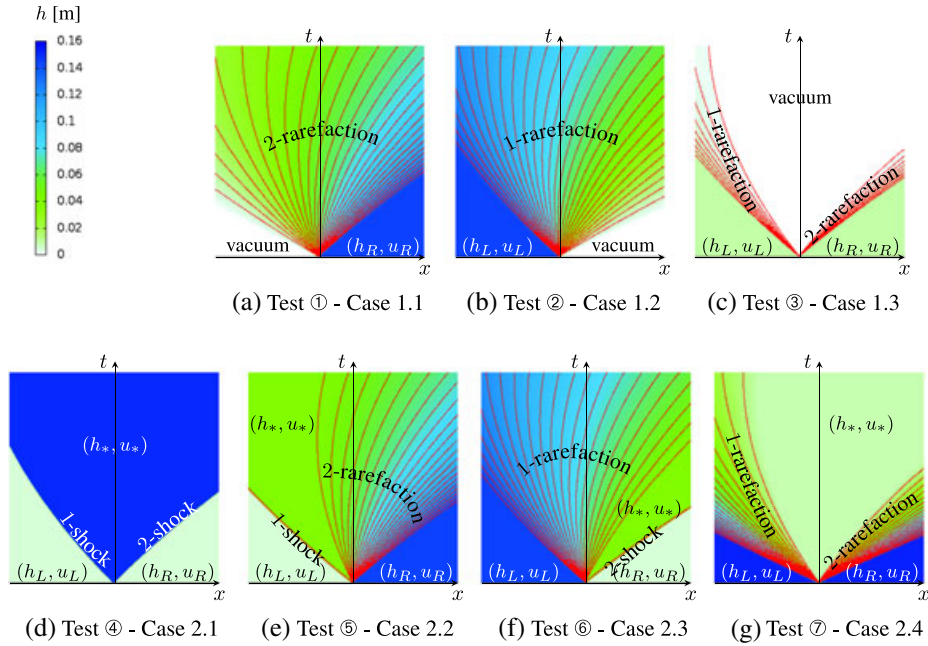 h [m]
0.16
0.14
0.12
0.1
0.08
0.06
0.04
0.02
0
t
2-rarefaction
vacuum
(h_R, u_R)
x
(a) Test ① - Case 1.1
t
1-rarefaction
(h_L, u_L)
vacuum
x
(b) Test ② - Case 1.2
t
vacuum
1-rarefaction
2-rarefaction
(h_L, u_L)
(h_R, u_R)
x
(c) Test ③ - Case 1.3
t
(h_*, u_*)
1-shock
2-shock
(h_L, u_L)
(h_R, u_R)
x
(d) Test ④ - Case 2.1
t
(h_*, u_*)
2-rarefaction
1-shock
(h_L, u_L)
(h_R, u_R)
x
(e) Test ⑤ - Case 2.2
t
1-rarefaction
(h_*, u_*)
2-shock
(h_L, u_L)
(h_R, u_R)
x
(f) Test ⑥ - Case 2.3
t
(h_*, u_*)
1-rarefaction
2-rarefaction
(h_L, u_L)
(h_R, u_R)
x
(g) Test ⑦ - Case 2.4